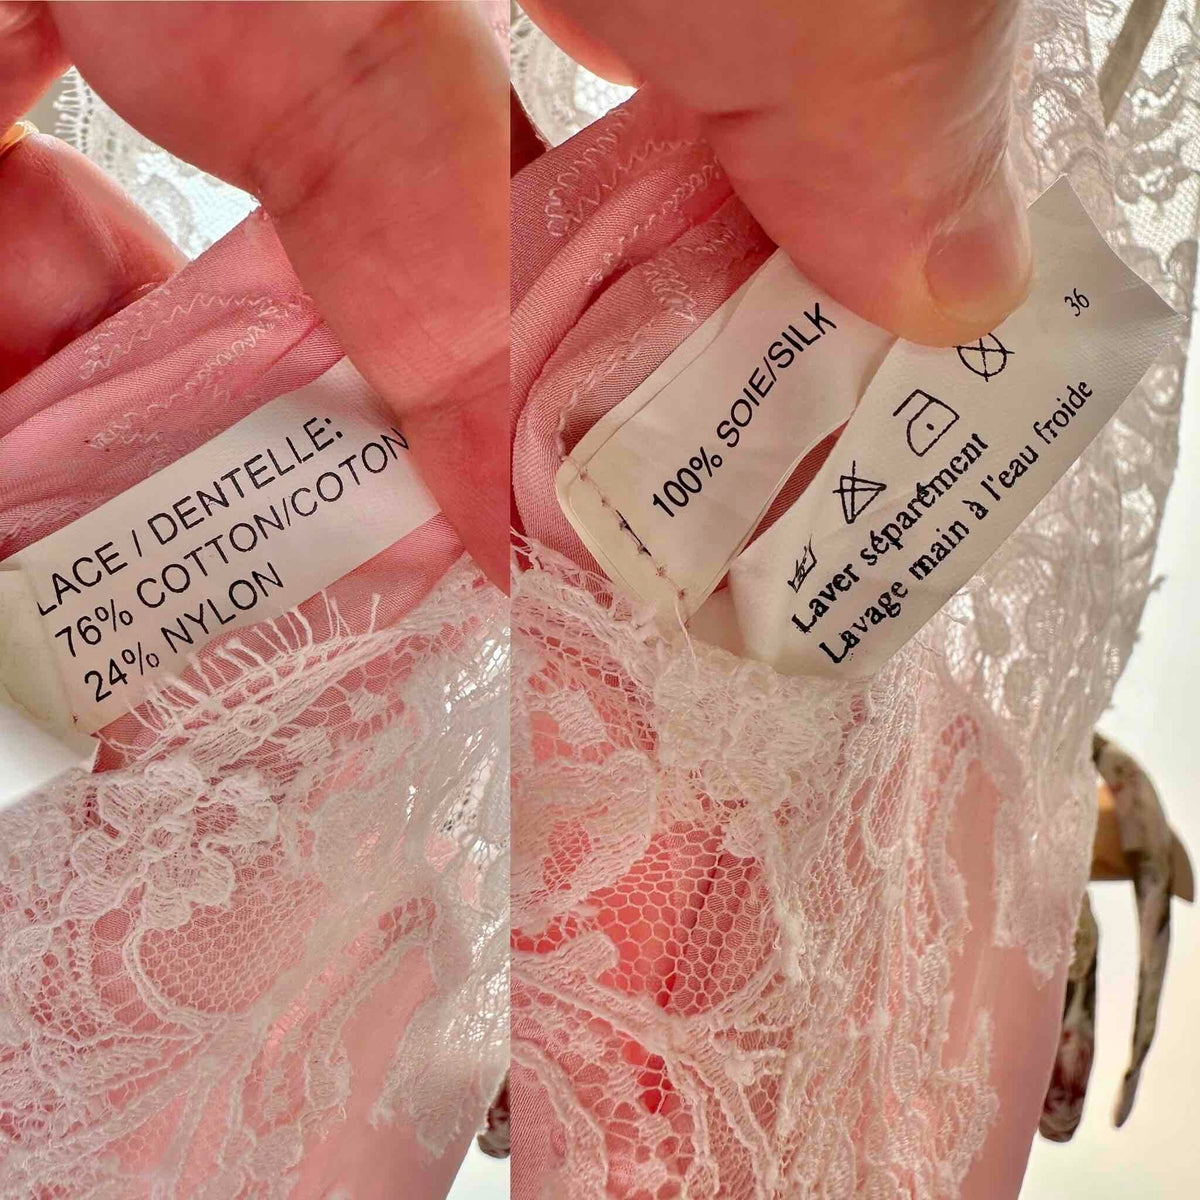 LACE / DENTELLE:
76% COTTON/COTON
24% NYLON
100% SOIE/SILK
36
Laver séparément
Lavage main à l'eau froide